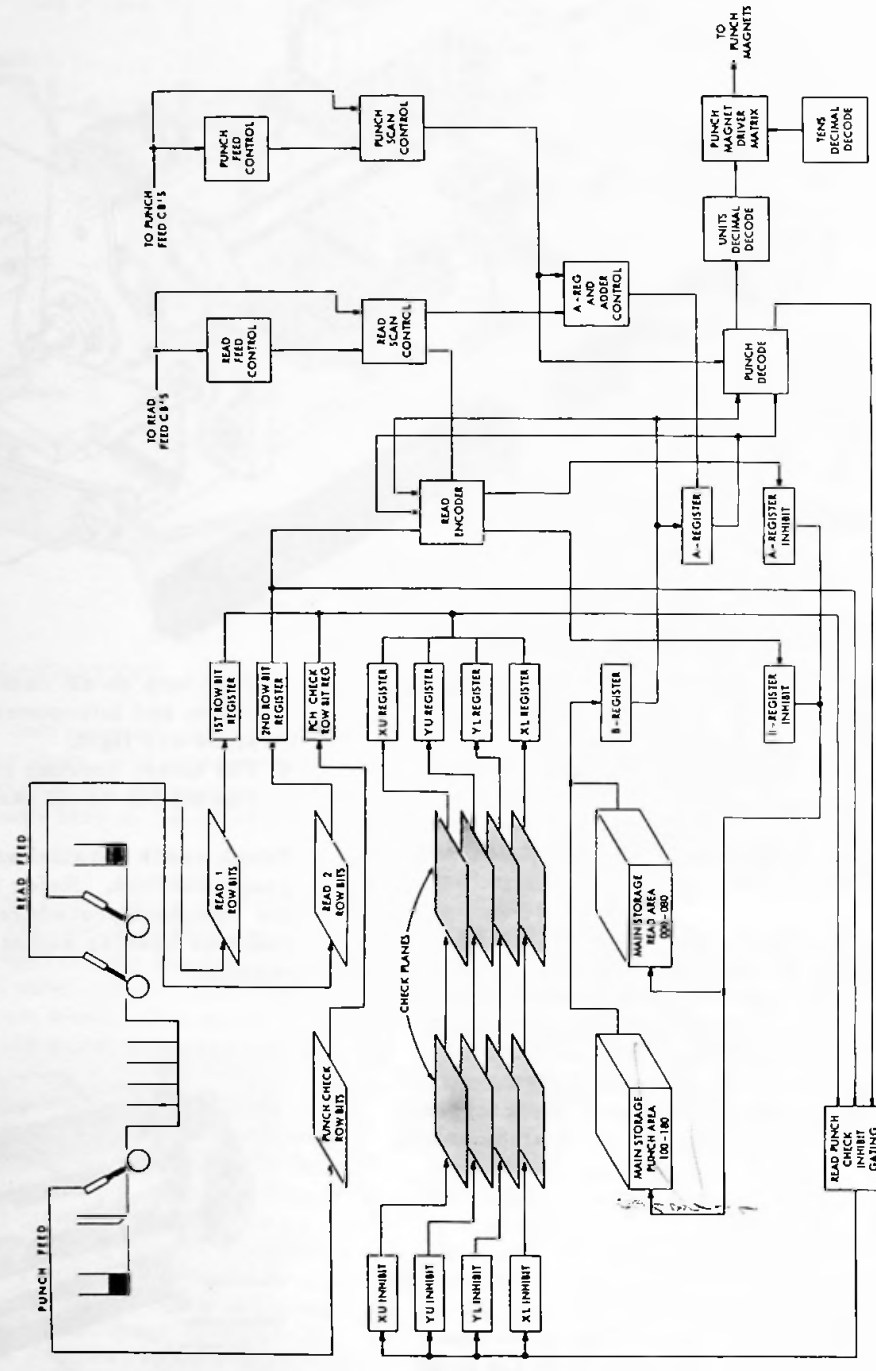 PUNCH FEED
READ FEED
TO READ
FEED CB'S
TO PUNCH
FEED CB'S
READ
FEED
CONTROL
PUNCH
FEED
CONTROL
READ
SCAN
CONTROL
PUNCH
SCAN
CONTROL
PUNCH CHECK
ROW BITS
READ 1
ROW BITS
READ 2
ROW BITS
1ST ROW BIT
REGISTER
2ND ROW BIT
REGISTER
PCH CHECK
ROW BIT REG
READ
ENCODER
A-REG
AND
ADDER
CONTROL
XU INHIBIT
YU INHIBIT
YL INHIBIT
XL INHIBIT
CHECK PLANES
XU REGISTER
YU REGISTER
YL REGISTER
XL REGISTER
MAIN STORAGE
PUNCH AREA
100-180
MAIN STORAGE
READ AREA
000-080
B-REGISTER
A-REGISTER
B-REGISTER
INHIBIT
A-REGISTER
INHIBIT
PUNCH
DECODE
UNITS
DECIMAL
DECODE
PUNCH
MAGNET
DRIVER
MATRIX
TO
PUNCH
MAGNETS
TENS
DECIMAL
DECODE
READ PUNCH
CHECK
INHIBIT
GATING